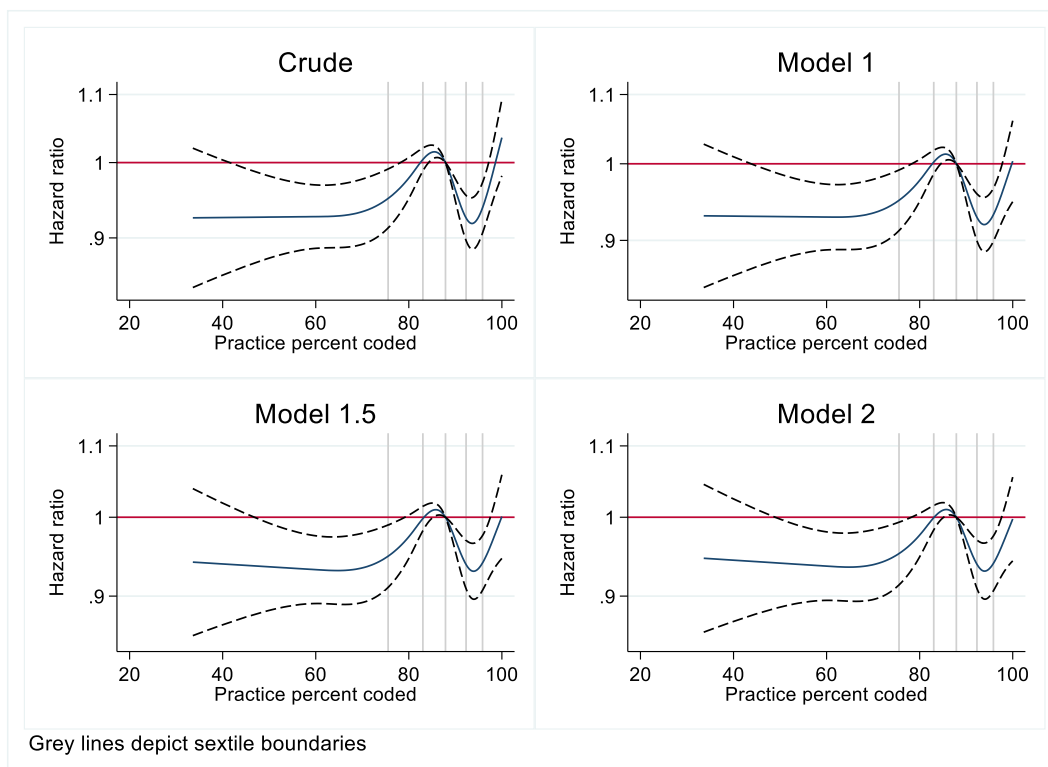 Crude
1.1
1
.9
Hazard ratio
20 40 60 80 100
Practice percent coded
Model 1
1.1
1
.9
Hazard ratio
20 40 60 80 100
Practice percent coded
Model 1.5
1.1
1
.9
Hazard ratio
20 40 60 80 100
Practice percent coded
Model 2
1.1
1
.9
Hazard ratio
20 40 60 80 100
Practice percent coded
Grey lines depict sextile boundaries